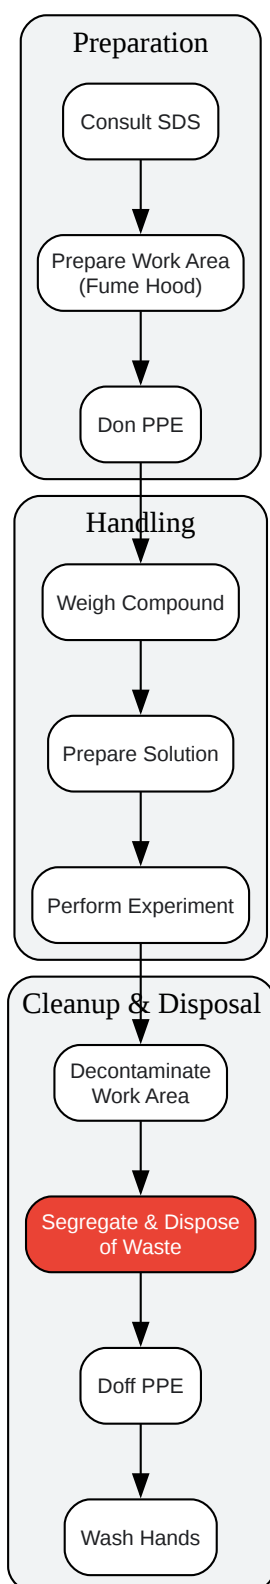 Preparation
Consult SDS
Prepare Work Area
(Fume Hood)
Don PPE
Handling
Weigh Compound
Prepare Solution
Perform Experiment
Cleanup & Disposal
Decontaminate
Work Area
Segregate & Dispose
of Waste
Doff PPE
Wash Hands